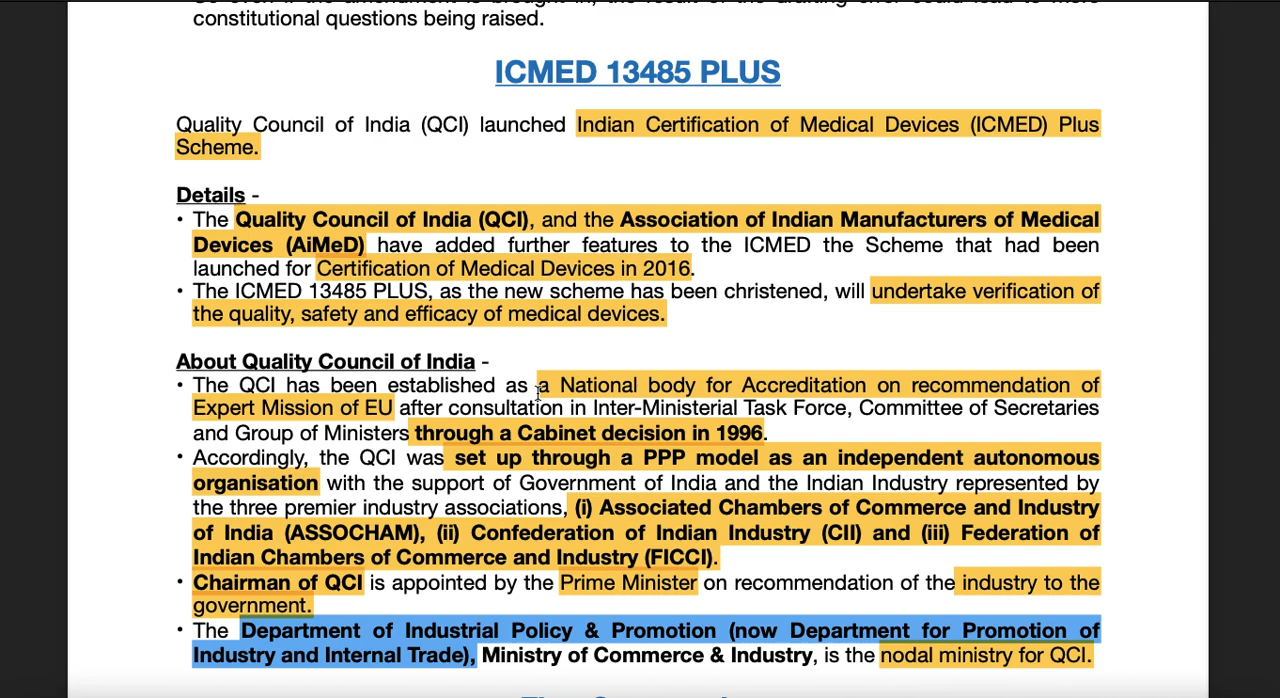 constitutional questions being raised.
ICMED 13485 PLUS
Quality Council of India (QCI) launched Indian Certification of Medical Devices (ICMED) Plus
Scheme.
Details -
• The Quality Council of India (QCI), and the Association of Indian Manufacturers of Medical
Devices (AiMeD) have added further features to the ICMED the Scheme that had been
launched for Certification of Medical Devices in 2016.
• The ICMED 13485 PLUS, as the new scheme has been christened, will undertake verification of
the quality, safety and efficacy of medical devices.
About Quality Council of India -
• The QCI has been established as a National body for Accreditation on recommendation of
Expert Mission of EU after consultation in Inter-Ministerial Task Force, Committee of Secretaries
and Group of Ministers through a Cabinet decision in 1996.
• Accordingly, the QCI was set up through a PPP model as an independent autonomous
organisation with the support of Government of India and the Indian Industry represented by
the three premier industry associations, (i) Associated Chambers of Commerce and Industry
of India (ASSOCHAM), (ii) Confederation of Indian Industry (CII) and (iii) Federation of
Indian Chambers of Commerce and Industry (FICCI).
• Chairman of QCI is appointed by the Prime Minister on recommendation of the industry to the
government.
• The Department of Industrial Policy & Promotion (now Department for Promotion of
Industry and Internal Trade), Ministry of Commerce & Industry, is the nodal ministry for QCI.